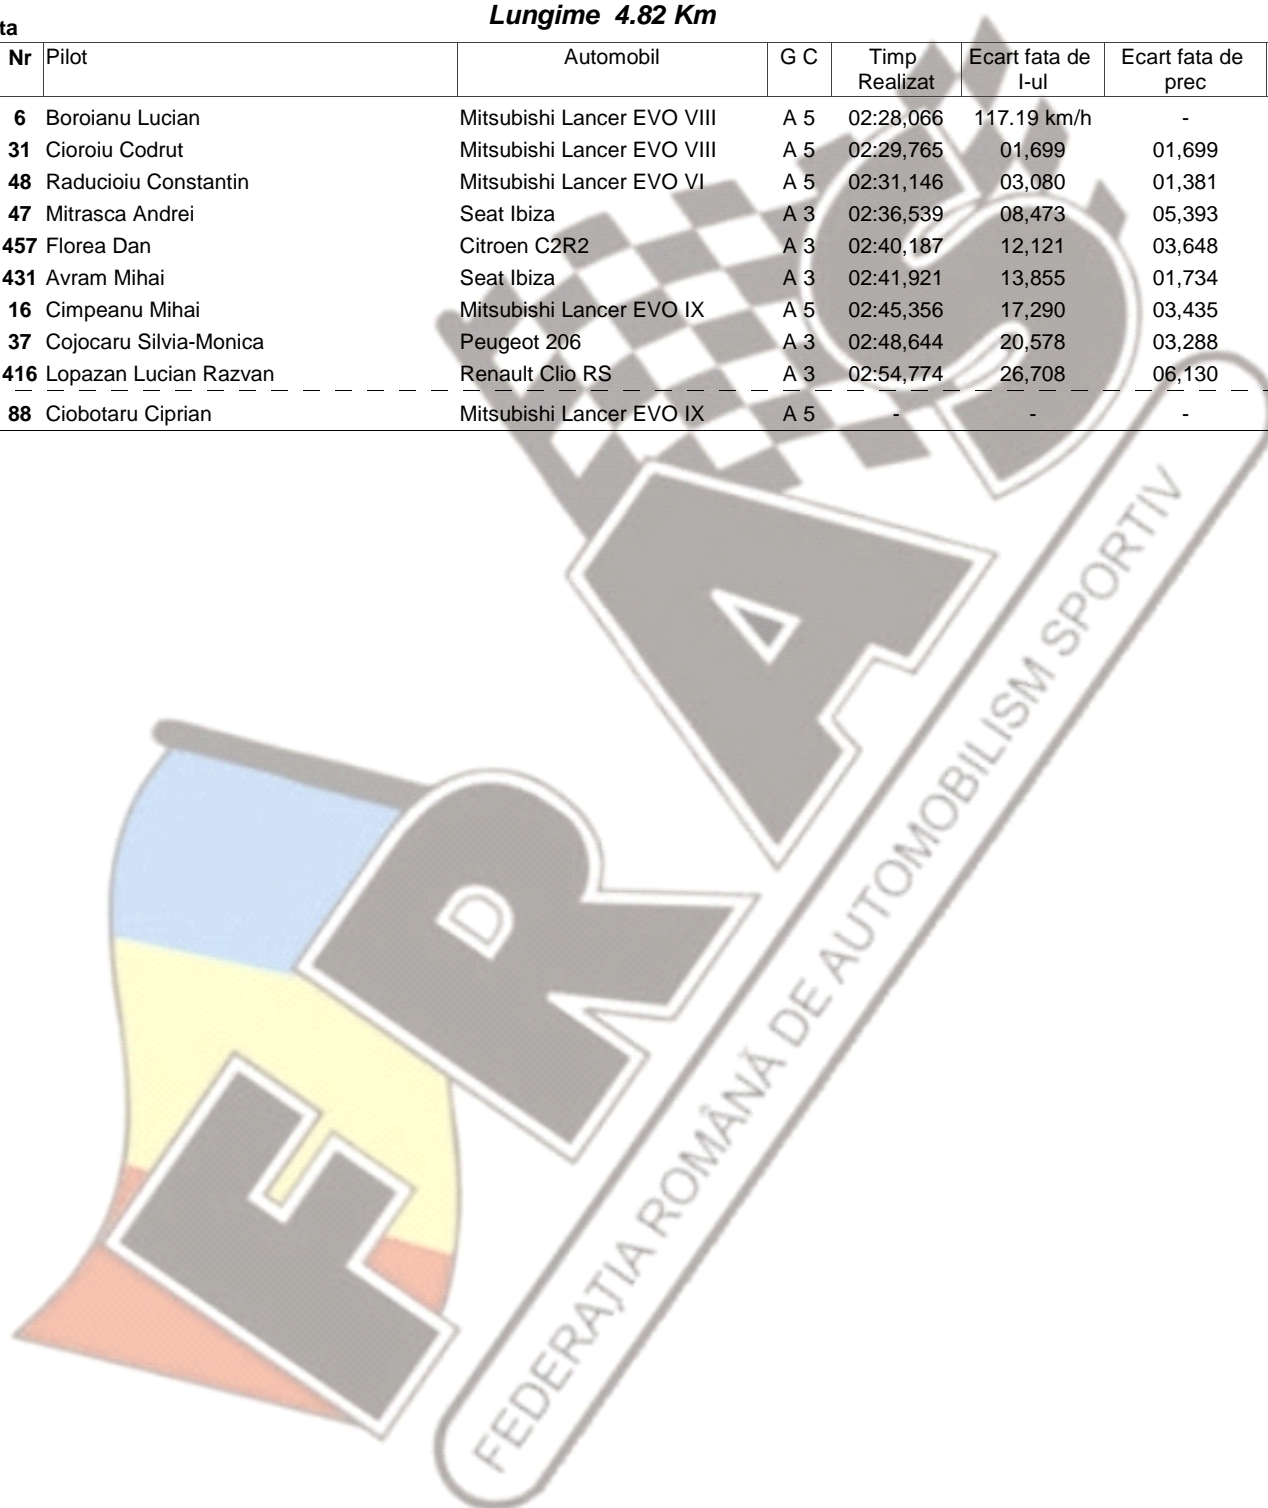 Lungime 4.82 Km
ta
Nr Pilot Automobil G C Timp Realizat Ecart fata de I-ul Ecart fata de prec
6 Boroianu Lucian Mitsubishi Lancer EVO VIII A 5 02:28,066 117.19 km/h -
31 Cioroiu Codrut Mitsubishi Lancer EVO VIII A 5 02:29,765 01,699 01,699
48 Raducioiu Constantin Mitsubishi Lancer EVO VI A 5 02:31,146 03,080 01,381
47 Mitrasca Andrei Seat Ibiza A 3 02:36,539 08,473 05,393
457 Florea Dan Citroen C2R2 A 3 02:40,187 12,121 03,648
431 Avram Mihai Seat Ibiza A 3 02:41,921 13,855 01,734
16 Cimpeanu Mihai Mitsubishi Lancer EVO IX A 5 02:45,356 17,290 03,435
37 Cojocaru Silvia-Monica Peugeot 206 A 3 02:48,644 20,578 03,288
416 Lopazan Lucian Razvan Renault Clio RS A 3 02:54,774 26,708 06,130
88 Ciobotaru Ciprian Mitsubishi Lancer EVO IX A 5 - - -
FRAS
FEDERAȚIA ROMÂNĂ DE AUTOMOBILISM SPORTIV